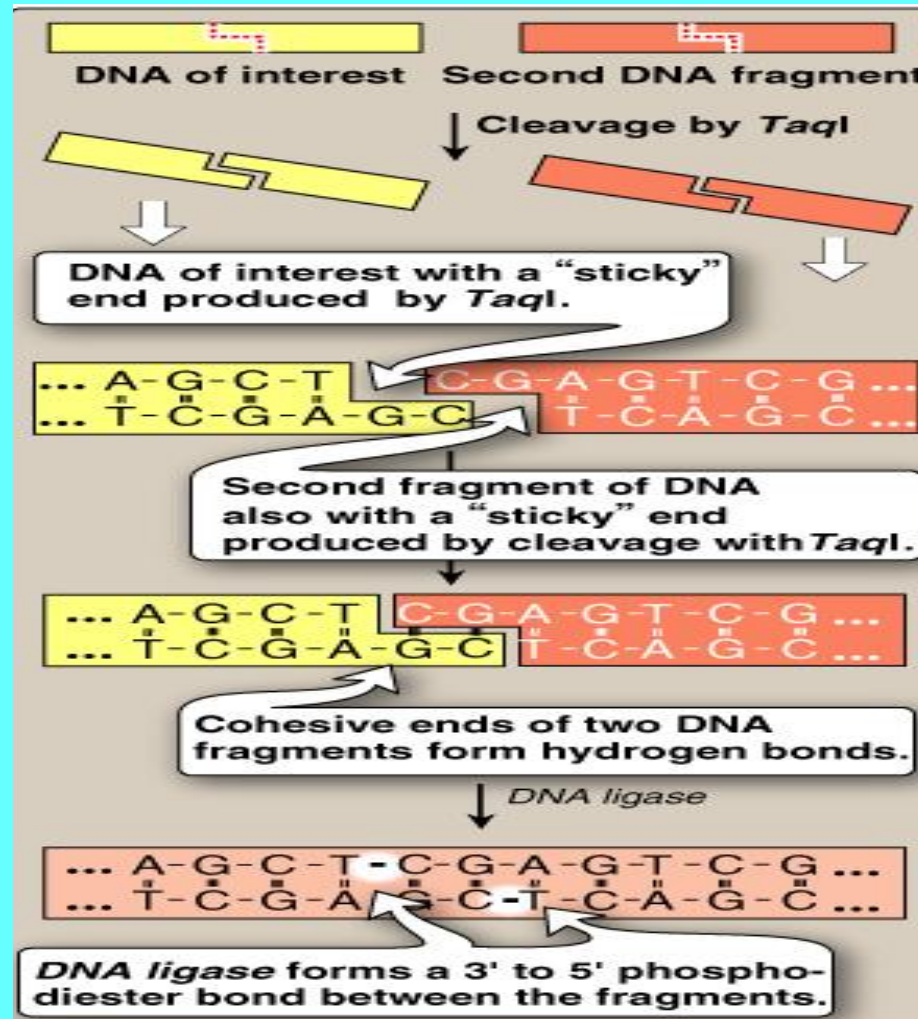 DNA of interest Second DNA fragment
Cleavage by TaqI
DNA of interest with a “sticky”
end produced by TaqI.
... A-G-C-T C-G-A-G-T-C-G...
... T-C-G-A-G-C T-C-A-G-C...
Second fragment of DNA
also with a “sticky” end
produced by cleavage with TaqI.
... A-G-C-T C-G-A-G-T-C-G...
... T-C-G-A-G-C T-C-A-G-C...
Cohesive ends of two DNA
fragments form hydrogen bonds.
DNA ligase
... A-G-C-T-C-G-A-G-T-C-G...
... T-C-G-A-G-C-T-C-A-G-C...
DNA ligase forms a 3' to 5' phospho-
diester bond between the fragments.